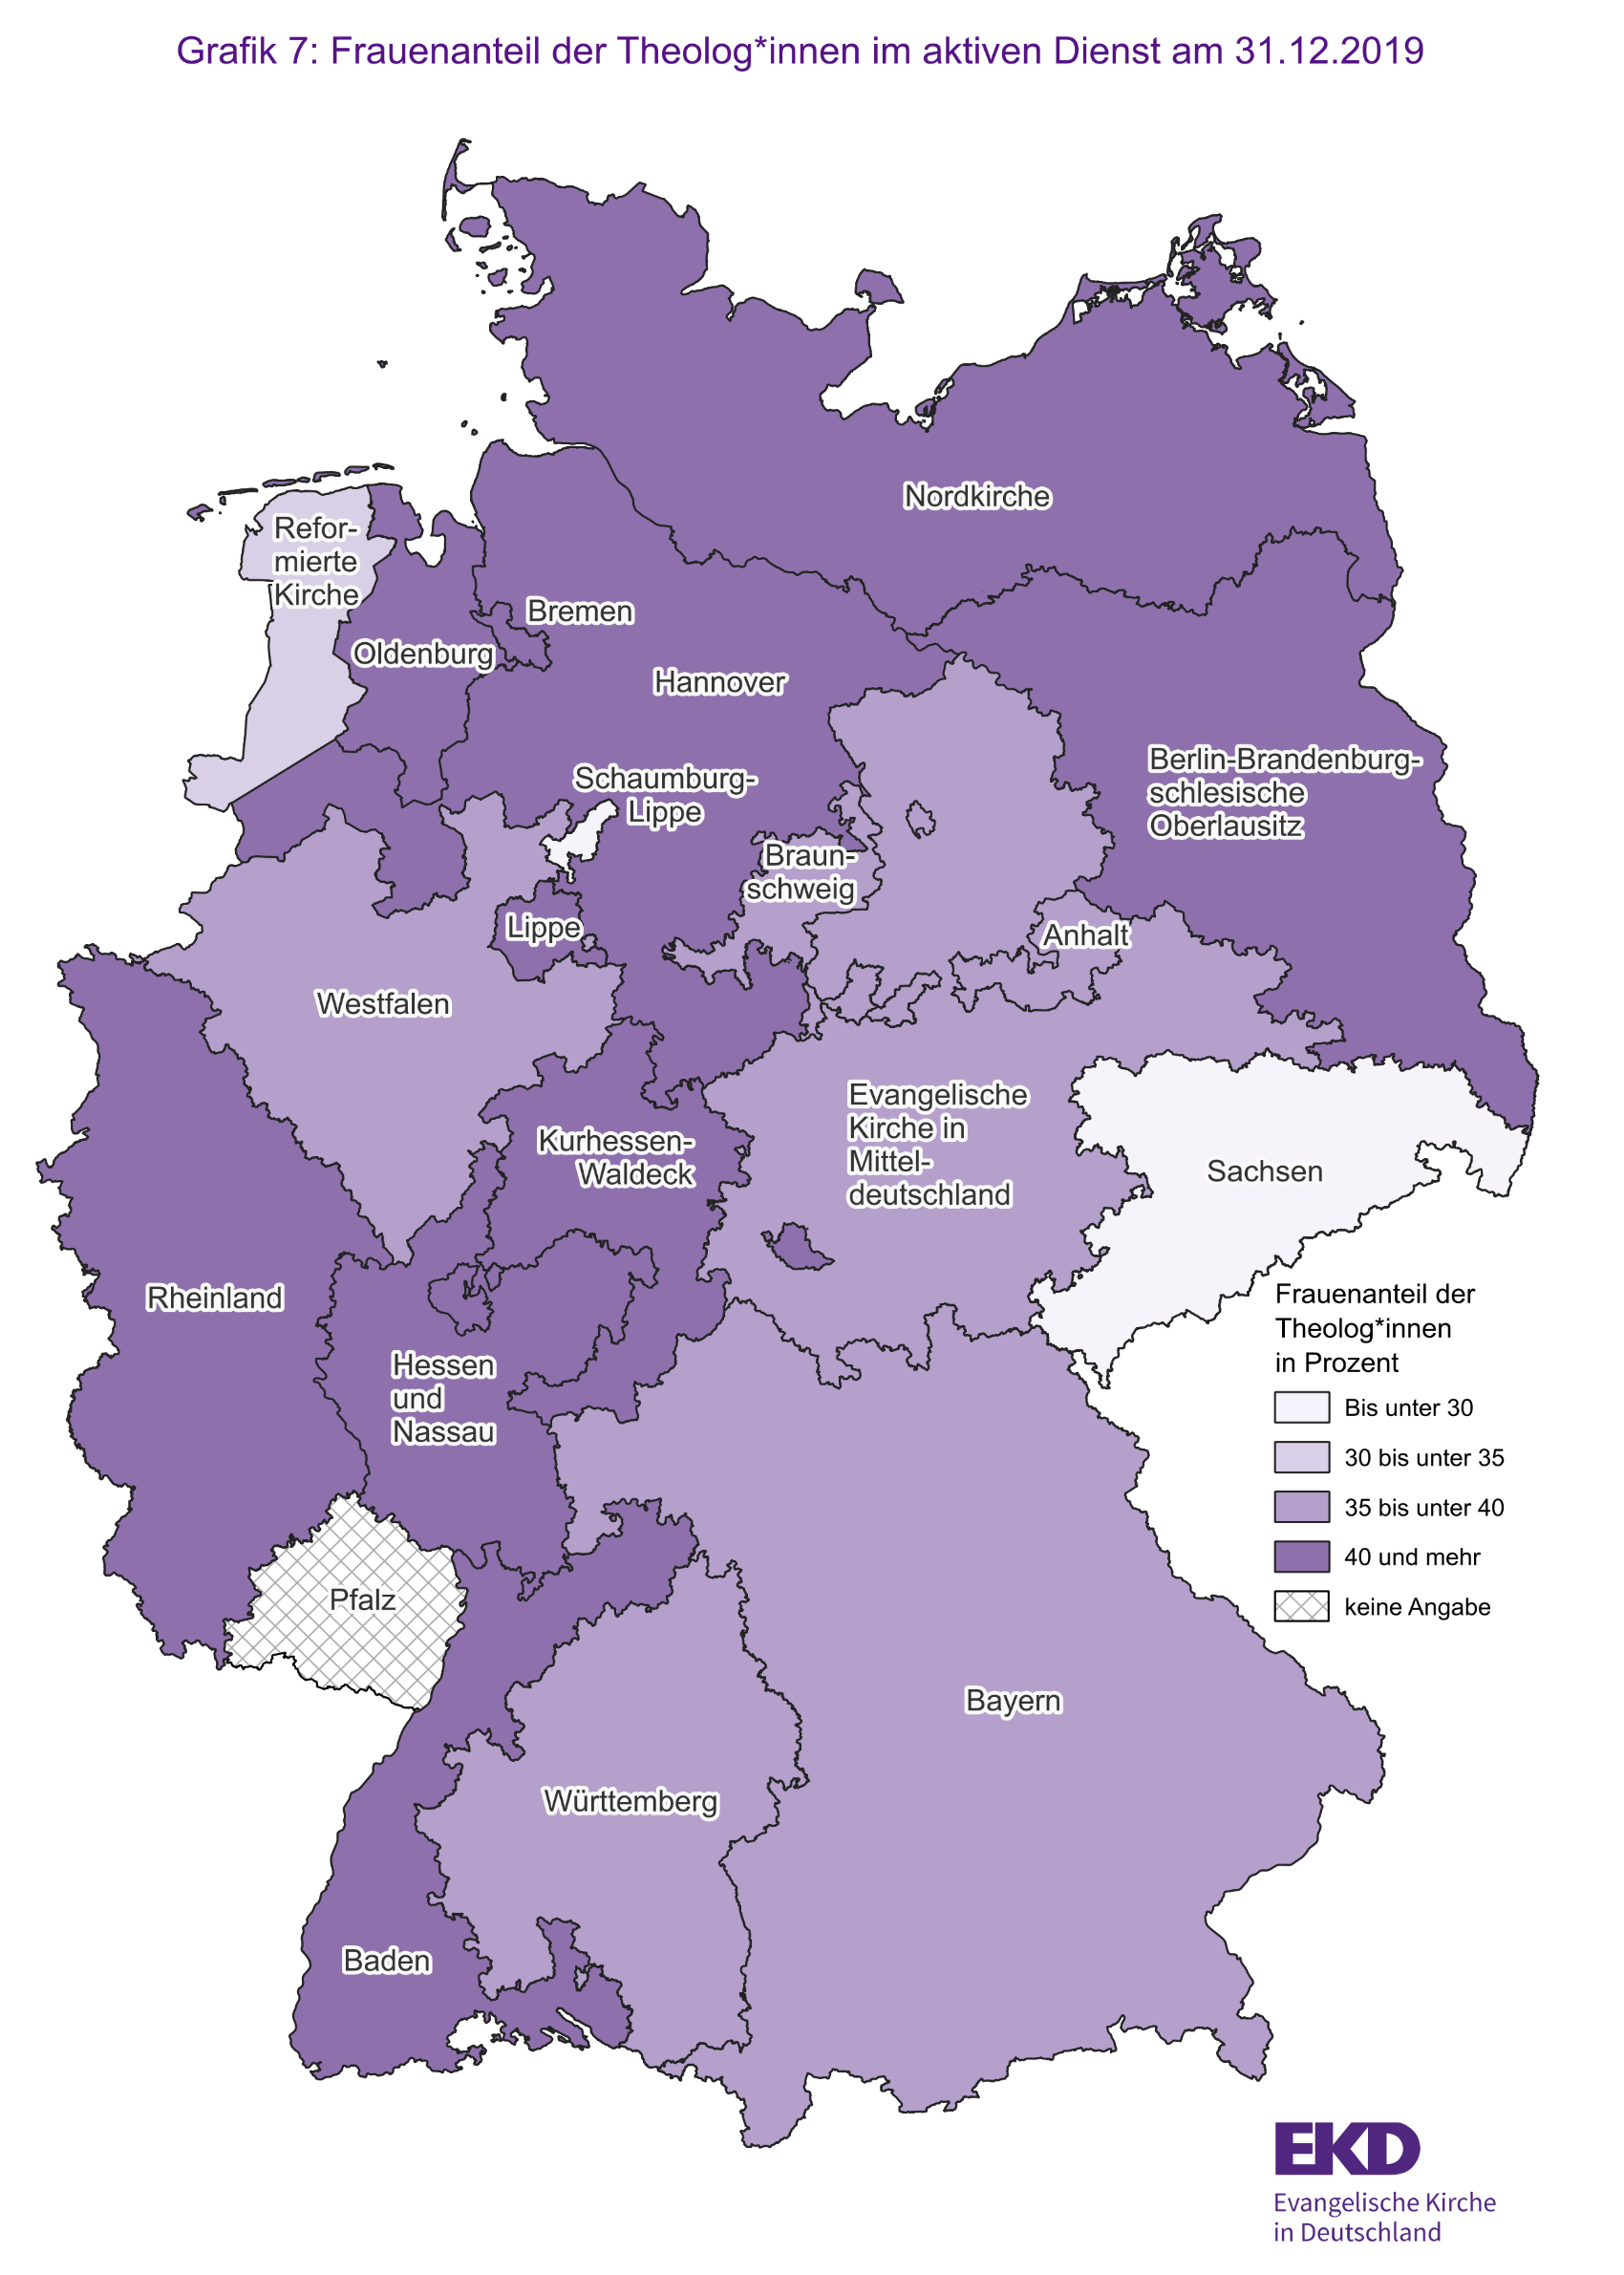 Grafik 7: Frauenanteil der Theolog*innen im aktiven Dienst am 31.12.2019
Nordkirche
Refor-
mierte
Kirche
Bremen
Oldenburg
Hannover
Berlin-Brandenburg-
schlesische
Oberlausitz
Schaumburg-
Lippe
Braun-
schweig
Lippe
Anhalt
Westfalen
Evangelische
Kirche in
Mittel-
deutschland
Kurhessen-
Waldeck
Sachsen
Rheinland
Hessen
und
Nassau
Frauenanteil der
Theolog*innen
in Prozent
Bis unter 30
30 bis unter 35
35 bis unter 40
40 und mehr
keine Angabe
Pfalz
Bayern
Württemberg
Baden
EKD
Evangelische Kirche
in Deutschland